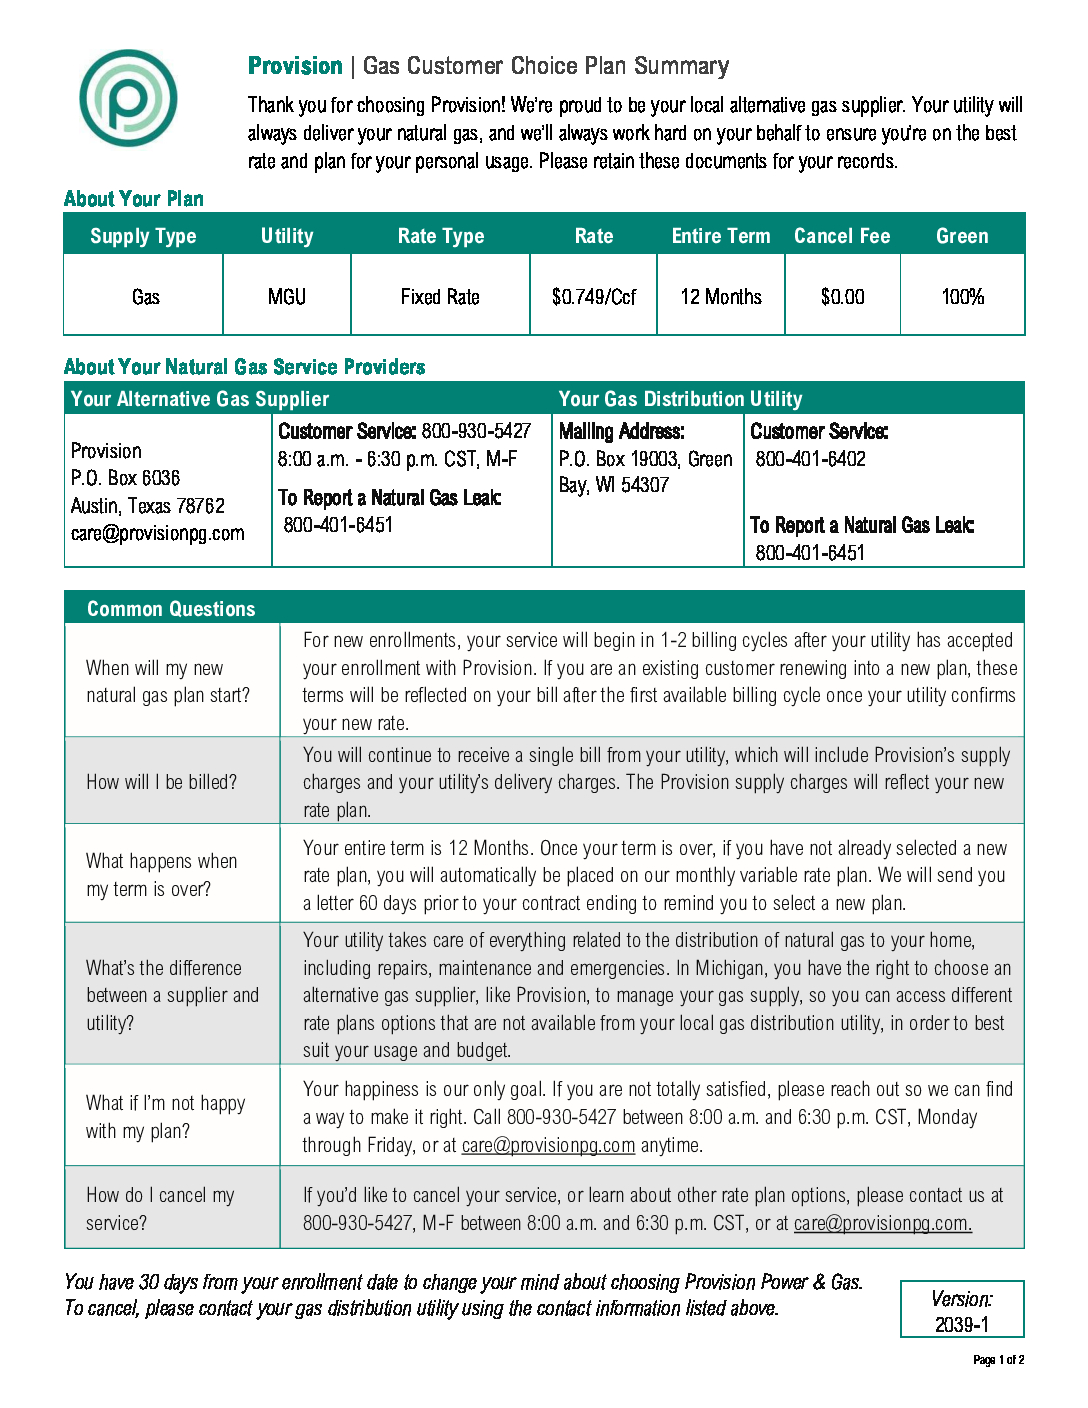 Provision | Gas Customer Choice Plan Summary
Thank you for choosing Provision! We're proud to be your local alternative gas supplier. Your utility will
always deliver your natural gas, and we'll always work hard on your behalf to ensure you're on the best
rate and plan for your personal usage. Please retain these documents for your records.
About Your Plan
Supply Type Utility Rate Type Rate Entire Term Cancel Fee Green
Gas MGU Fixed Rate $0.749/Ccf 12 Months $0.00 100%
About Your Natural Gas Service Providers
Your Alternative Gas Supplier Your Gas Distribution Utility
Provision
P.O. Box 6036
Austin, Texas 78762
care@provisionpg.com
Customer Service: 800-930-5427
8:00 a.m. - 6:30 p.m. CST, M-F
To Report a Natural Gas Leak:
800-401-6451
Mailing Address:
P.O. Box 19003, Green
Bay, WI 54307
Customer Service:
800-401-6402
To Report a Natural Gas Leak:
800-401-6451
Common Questions
When will my new
natural gas plan start?
For new enrollments, your service will begin in 1-2 billing cycles after your utility has accepted
your enrollment with Provision. If you are an existing customer renewing into a new plan, these
terms will be reflected on your bill after the first available billing cycle once your utility confirms
your new rate.
How will I be billed?
You will continue to receive a single bill from your utility, which will include Provision's supply
charges and your utility's delivery charges. The Provision supply charges will reflect your new
rate plan.
What happens when
my term is over?
Your entire term is 12 Months. Once your term is over, if you have not already selected a new
rate plan, you will automatically be placed on our monthly variable rate plan. We will send you
a letter 60 days prior to your contract ending to remind you to select a new plan.
What's the difference
between a supplier and
utility?
Your utility takes care of everything related to the distribution of natural gas to your home,
including repairs, maintenance and emergencies. In Michigan, you have the right to choose an
alternative gas supplier, like Provision, to manage your gas supply, so you can access different
rate plans options that are not available from your local gas distribution utility, in order to best
suit your usage and budget.
What if I'm not happy
with my plan?
Your happiness is our only goal. If you are not totally satisfied, please reach out so we can find
a way to make it right. Call 800-930-5427 between 8:00 a.m. and 6:30 p.m. CST, Monday
through Friday, or at care@provisionpg.com anytime.
How do I cancel my
service?
If you'd like to cancel your service, or learn about other rate plan options, please contact us at
800-930-5427, M-F between 8:00 a.m. and 6:30 p.m. CST, or at care@provisionpg.com.
You have 30 days from your enrollment date to change your mind about choosing Provision Power & Gas.
To cancel, please contact your gas distribution utility using the contact information listed above.
Version:
2039-1
Page 1 of 2